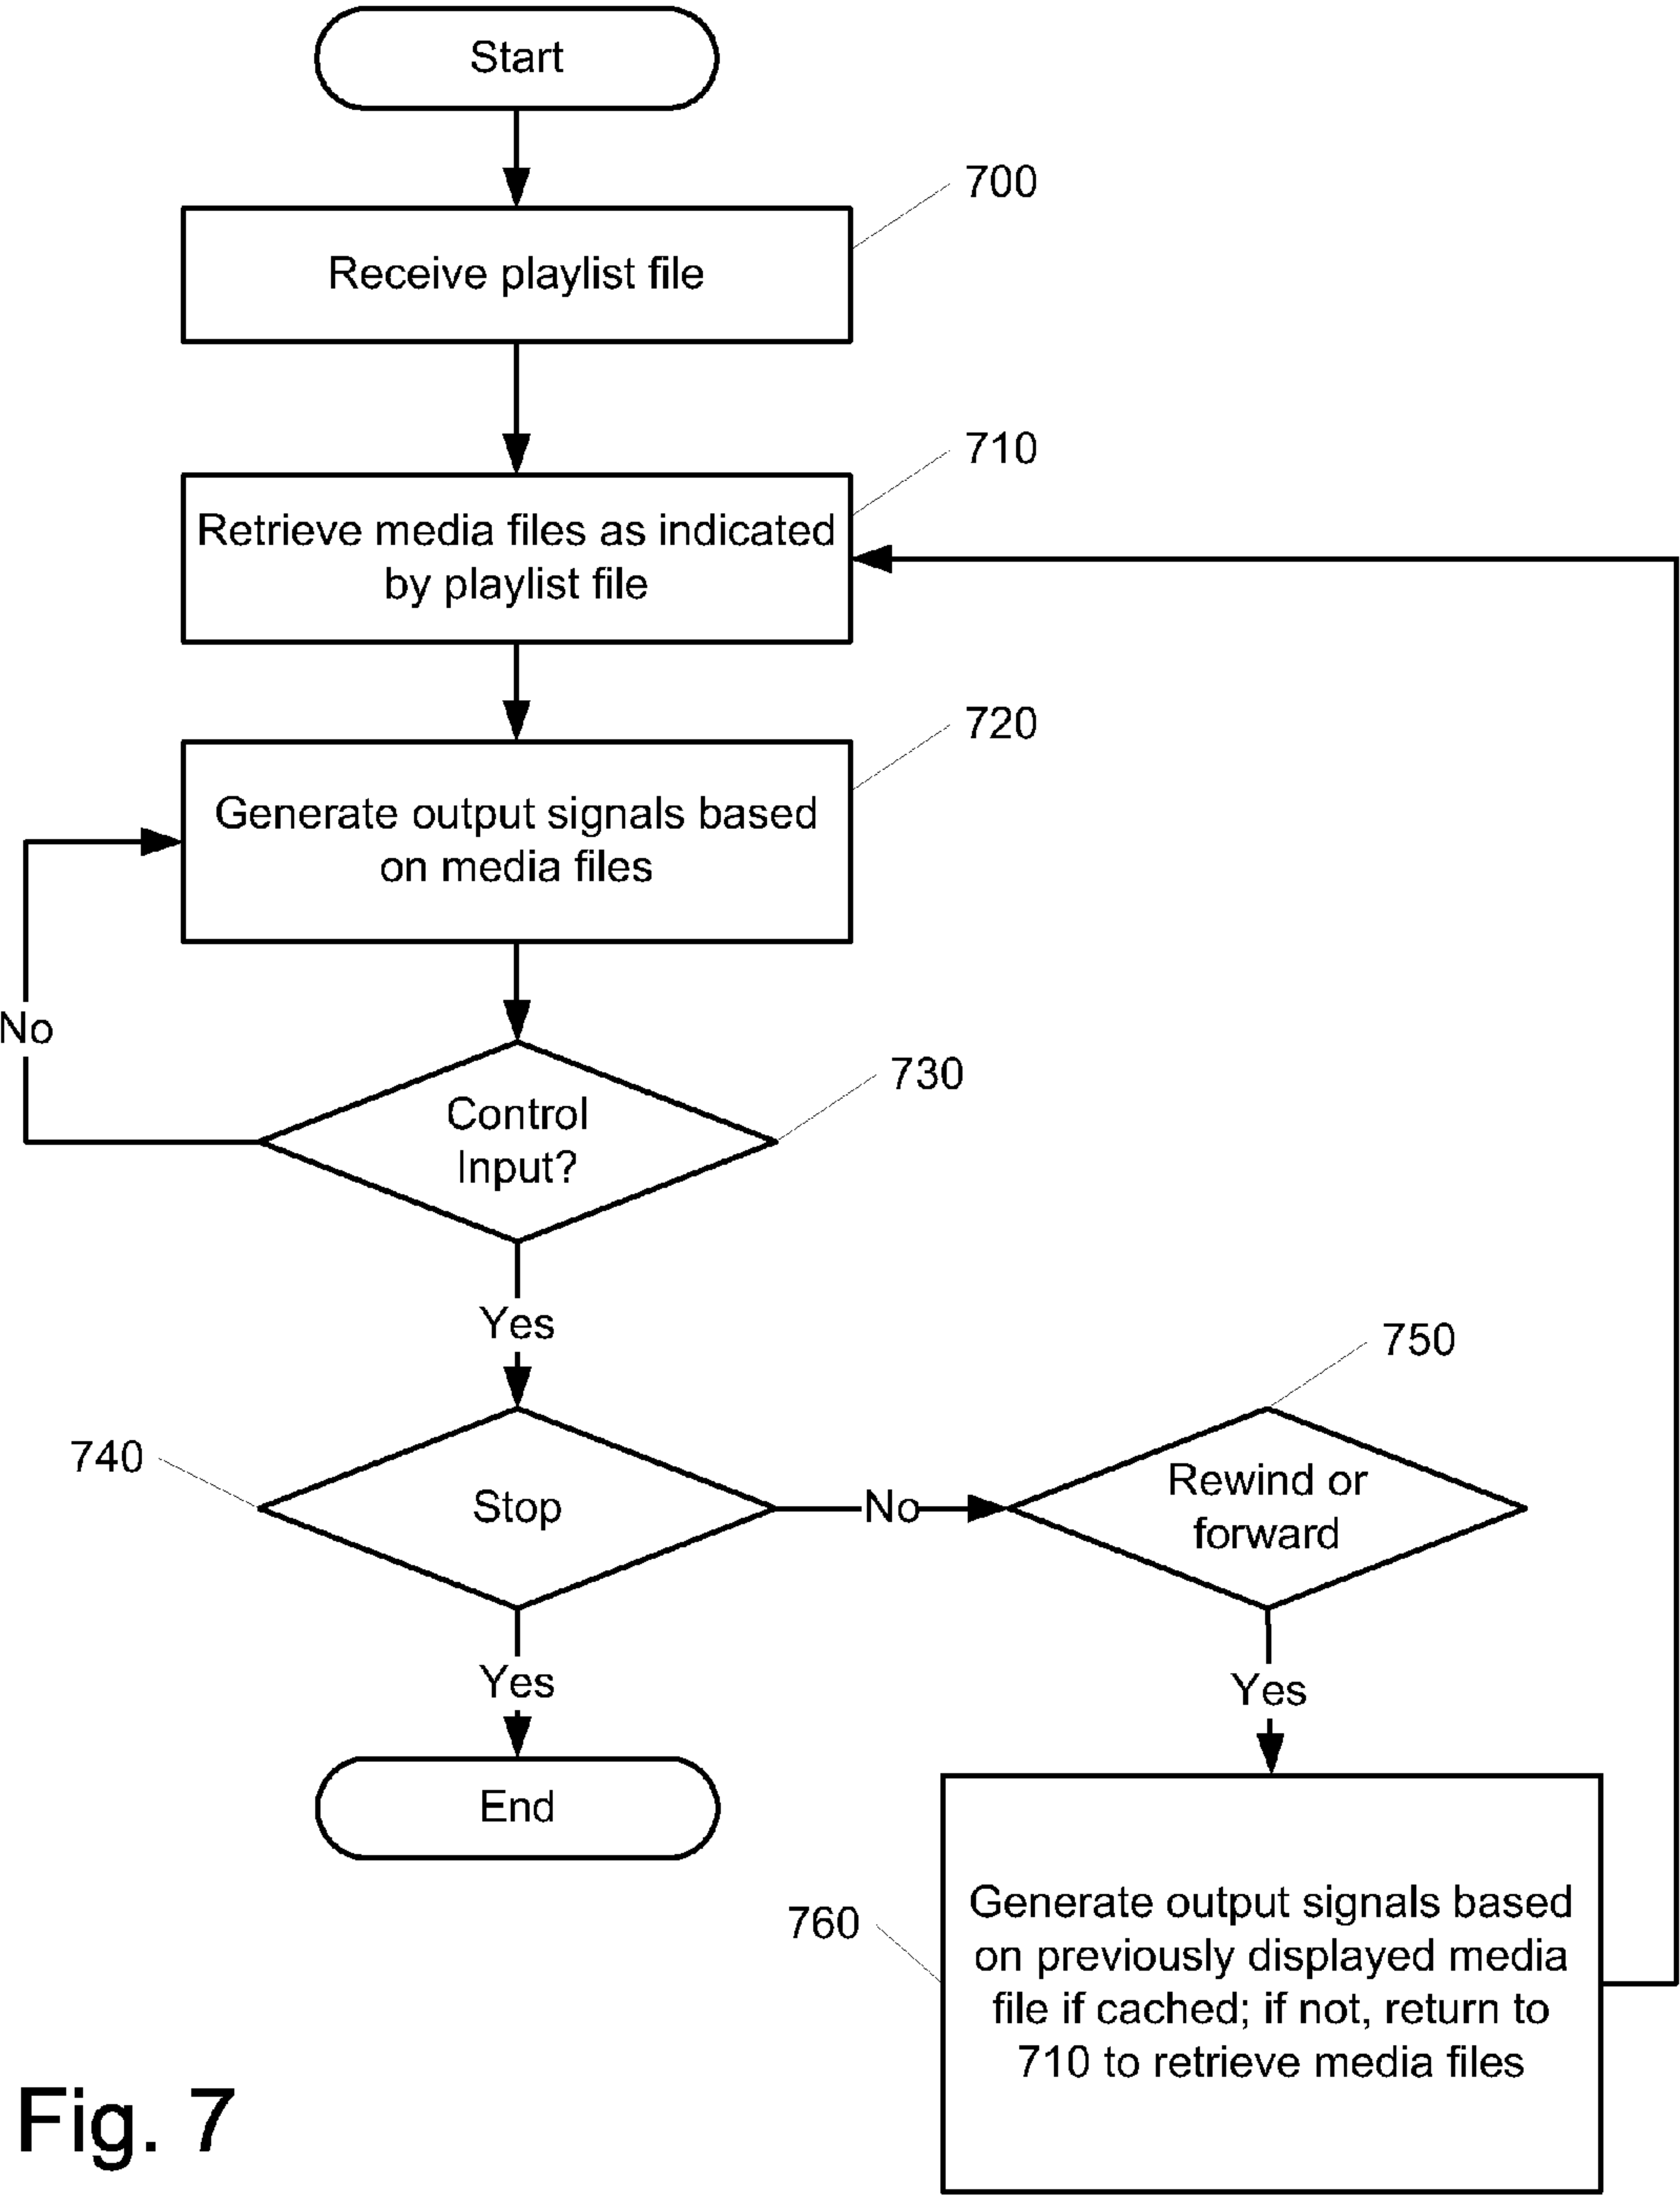 Start
700
Receive playlist file
710
Retrieve media files as indicated
by playlist file
720
Generate output signals based
on media files
No
730
Control
Input?
Yes
750
740
Stop
No
Rewind or
forward
Yes
Yes
End
760
Generate output signals based
on previously displayed media
file if cached; if not, return to
710 to retrieve media files
Fig. 7